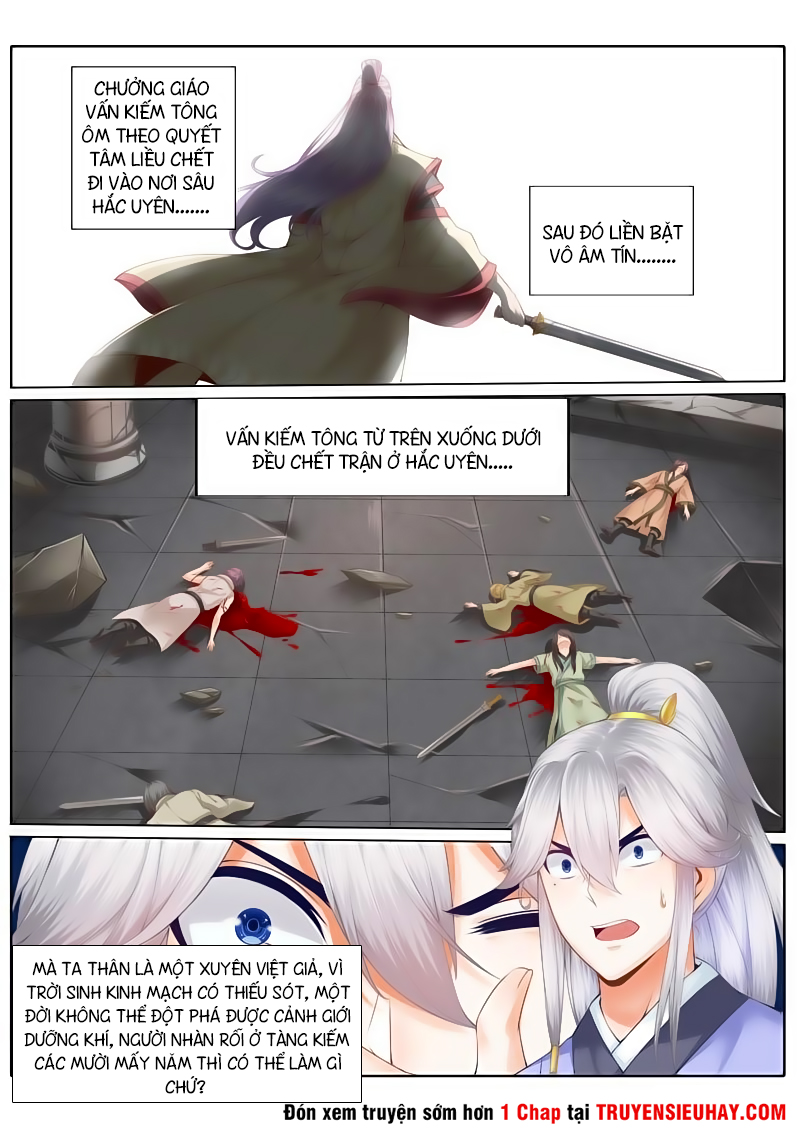 CHƯỞNG GIÁO
VẤN KIẾM TÔNG
ÔM THEO QUYẾT
TÂM LIỀU CHẾT
ĐI VÀO NƠI SÂU
HẮC UYÊN.......
SAU ĐÓ LIỀN BẶT
VÔ ÂM TÍN........
VẤN KIẾM TÔNG TỪ TRÊN XUỐNG DƯỚI
ĐỀU CHẾT TRẬN Ở HẮC UYÊN.....
MÀ TA THÂN LÀ MỘT XUYÊN VIỆT GIẢ, VÌ
TRỜI SINH KINH MẠCH CÓ THIẾU SÓT, MỘT
ĐỜI KHÔNG THỂ ĐỘT PHÁ ĐƯỢC CẢNH GIỚI
DƯỠNG KHÍ, NGƯỜI NHÀN RỐI Ở TÀNG KIẾM
CÁC MƯỜI MẤY NĂM THÌ CÓ THỂ LÀM GÌ
CHỨ?
Đón xem truyện sớm hơn 1 Chap tại TRUYENSIEUHAY.COM